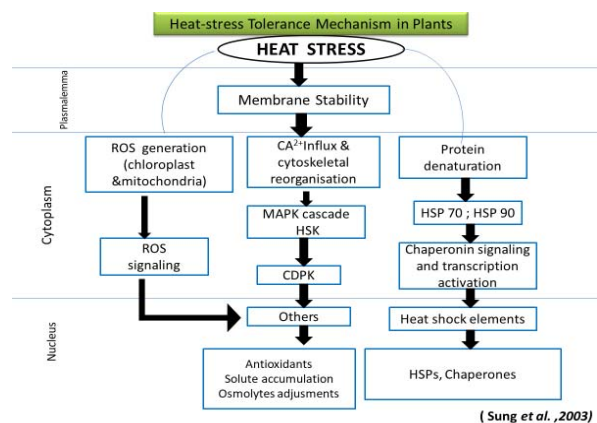 Heat-stress Tolerance Mechanism in Plants
HEAT STRESS
Plasmalemma
Membrane Stability
Cytoplasm
ROS generation
(chloroplast
&mitochondria)
CA²⁺Influx &
cytoskeletal
reorganisation
Protein
denaturation
MAPK cascade
HSK
HSP 70 ; HSP 90
ROS
signaling
CDPK
Chaperonin signaling
and transcription
activation
Nucleus
Others
Heat shock elements
Antioxidants
Solute accumulation
Osmolytes adjusments
HSPs, Chaperones
( Sung et al. ,2003)